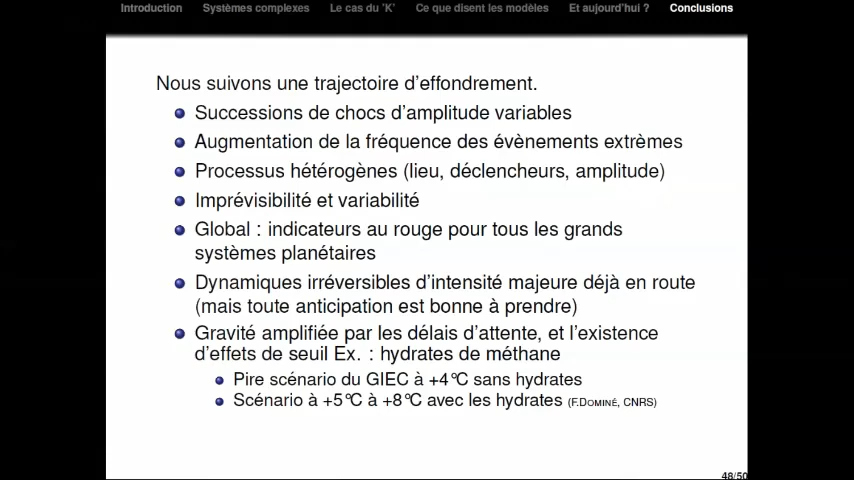 Introduction Systèmes complexes Le cas du 'K' Ce que disent les modèles Et aujourd'hui ? Conclusions
Nous suivons une trajectoire d'effondrement.
Successions de chocs d'amplitude variables
Augmentation de la fréquence des évènements extrèmes
Processus hétérogènes (lieu, déclencheurs, amplitude)
Imprévisibilité et variabilité
Global : indicateurs au rouge pour tous les grands
systèmes planétaires
Dynamiques irréversibles d'intensité majeure déjà en route
(mais toute anticipation est bonne à prendre)
Gravité amplifiée par les délais d'attente, et l'existence
d'effets de seuil Ex. : hydrates de méthane
Pire scénario du GIEC à +4°C sans hydrates
Scénario à +5°C à +8°C avec les hydrates (F.Dominé, CNRS)
48/50